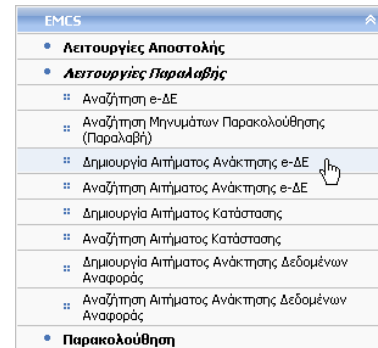 EMCS
Λειτουργίες Αποστολής
Λειτουργίες Παραλαβής
Αναζήτηση e-ΔΕ
Αναζήτηση Μηνυμάτων Παρακολούθησης
(Παραλαβή)
Δημιουργία Αιτήματος Ανάκτησης e-ΔΕ
Αναζήτηση Αιτήματος Ανάκτησης e-ΔΕ
Δημιουργία Αιτήματος Κατάστασης
Αναζήτηση Αιτήματος Κατάστασης
Δημιουργία Αιτήματος Ανάκτησης Δεδομένων
Αναφοράς
Αναζήτηση Αιτήματος Ανάκτησης Δεδομένων
Αναφοράς
Παρακολούθηση